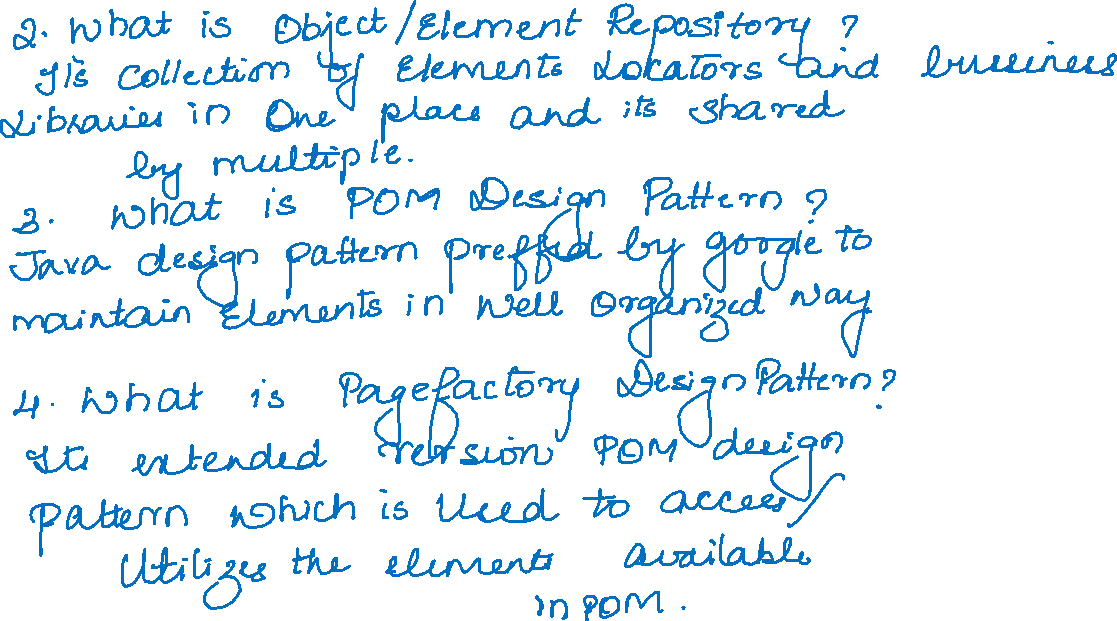 2. What is Object/Element Repository?
It's collection of Elements Locators and bussiness
Libraries in One place and its shared
by multiple.
3. What is POM Design Pattern?
Java design pattern preffed by google to
maintain Elements in Well Organized Way
4. What is Pagefactory Design Pattern?
Its extended version POM design
pattern which is Used to access/
Utilizes the elements available
in POM.